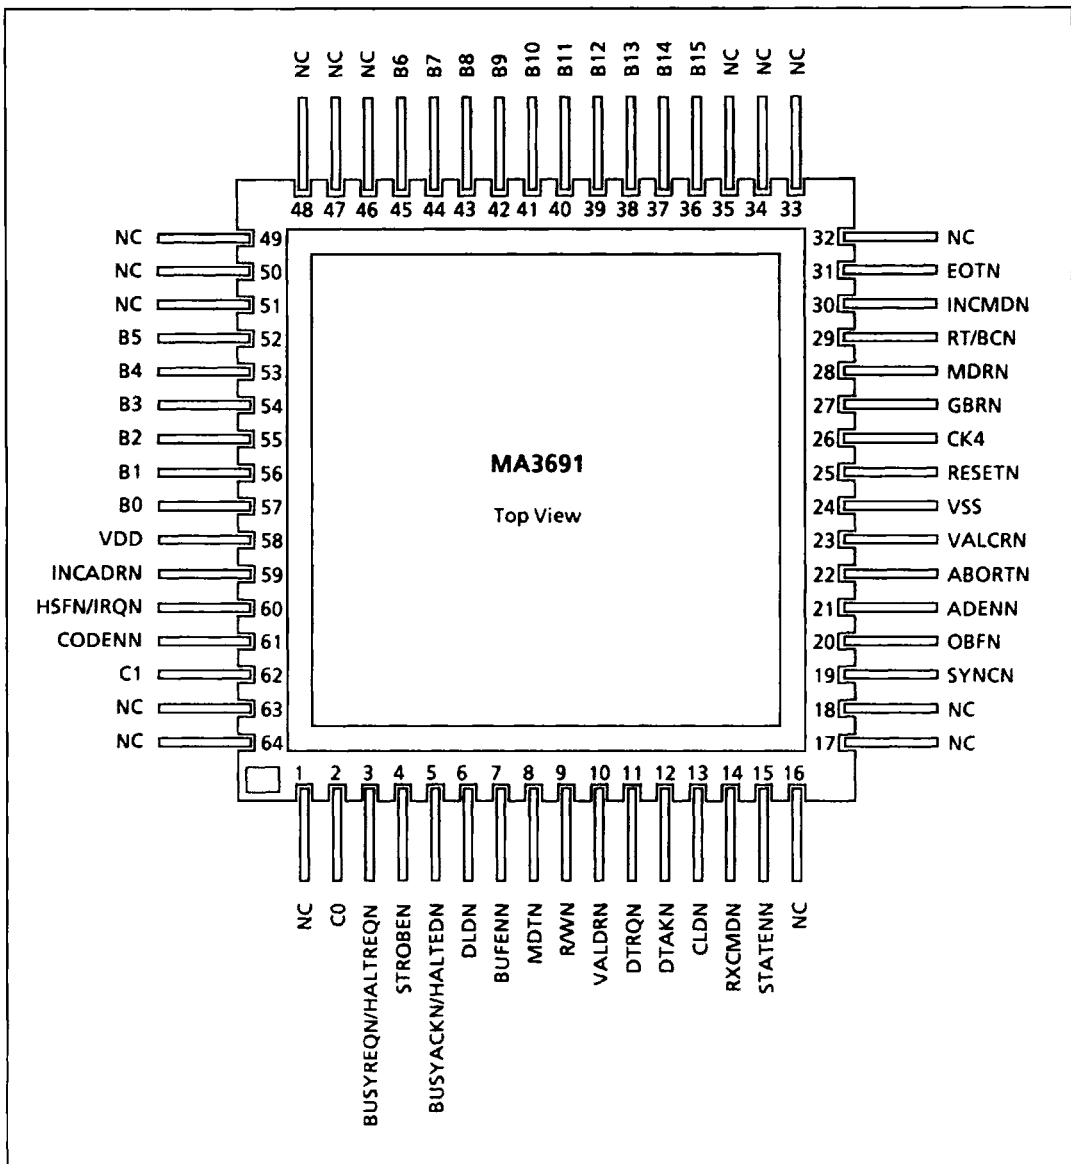 NC NC NC B6 B7 B8 B9 B10 B11 B12 B13 B14 B15 NC NC NC
48 47 46 45 44 43 42 41 40 39 38 37 36 35 34 33
NC 49 32 NC
NC 50 31 EOTN
NC 51 30 INCMDN
B5 52 29 RT/BCN
B4 53 28 MDRN
B3 54 27 GBRN
B2 55 26 CK4
B1 56 25 RESETN
B0 57 24 VSS
VDD 58 23 VALCRN
INCADRN 59 22 ABORTN
HSFN/IRQN 60 21 ADENN
CODENN 61 20 OBFN
C1 62 19 SYNCN
NC 63 18 NC
NC 64 17 NC
MA3691
Top View
1 2 3 4 5 6 7 8 9 10 11 12 13 14 15 16
NC
C0
BUSYREQN/HALTREQN
STROBEN
BUSYACKN/HALTEDN
DLDN
BUFENN
MDTN
R/WN
VALDRN
DTRQN
DTAKN
CLDN
RXCMDN
STATENN
NC